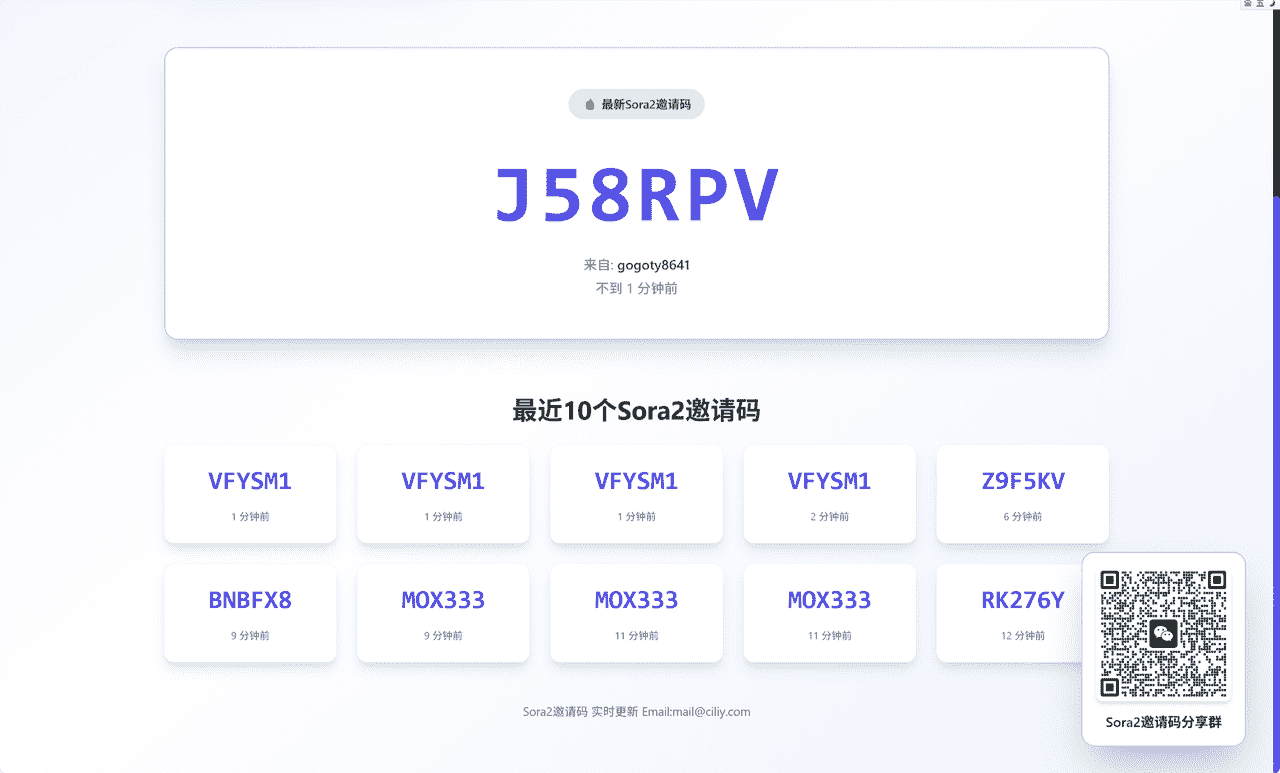 最新Sora2邀请码
J58RPV
来自: gogoty8641
不到 1 分钟前
最近10个Sora2邀请码
VFYSM1 VFYSM1 VFYSM1 VFYSM1 Z9F5KV
1 分钟前 1 分钟前 1 分钟前 2 分钟前 6 分钟前
BNBFX8 MOX333 MOX333 MOX333 RK276Y
9 分钟前 9 分钟前 11 分钟前 11 分钟前 12 分钟前
Sora2邀请码 实时更新 Email:mail@ciliy.com
Sora2邀请码分享群